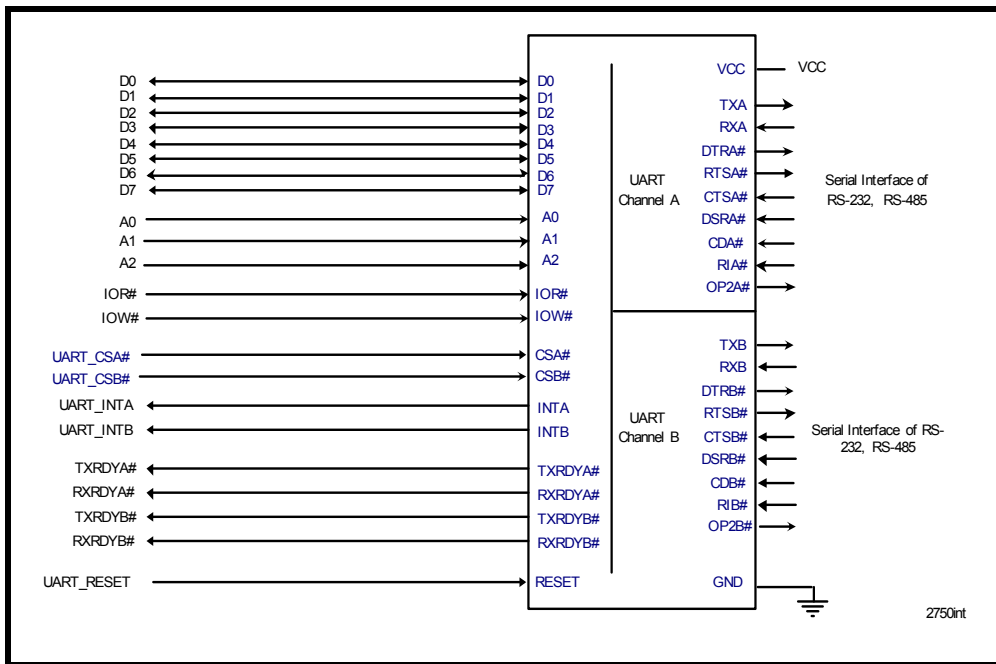 D0 D0
D1 D1
D2 D2
D3 D3
D4 D4
D5 D5
D6 D6
D7 D7
A0 A0
A1 A1
A2 A2
IOR# IOR#
IOW# IOW#
UART_CSA# CSA#
UART_CSB# CSB#
UART_INTA INTA
UART_INTB INTB
TXRDYA# TXRDYA#
RXRDYA# RXRDYA#
TXRDYB# TXRDYB#
RXRDYB# RXRDYB#
UART_RESET RESET
UART
Channel A
UART
Channel B
VCC VCC
TXA
RXA
DTRA#
RTSA#
CTSA#
DSRA#
CDA#
RIA#
OP2A#
Serial Interface of
RS-232, RS-485
TXB
RXB
DTRB#
RTSB#
CTSB#
DSRB#
CDB#
RIB#
OP2B#
Serial Interface of RS-
232, RS-485
GND
2750int